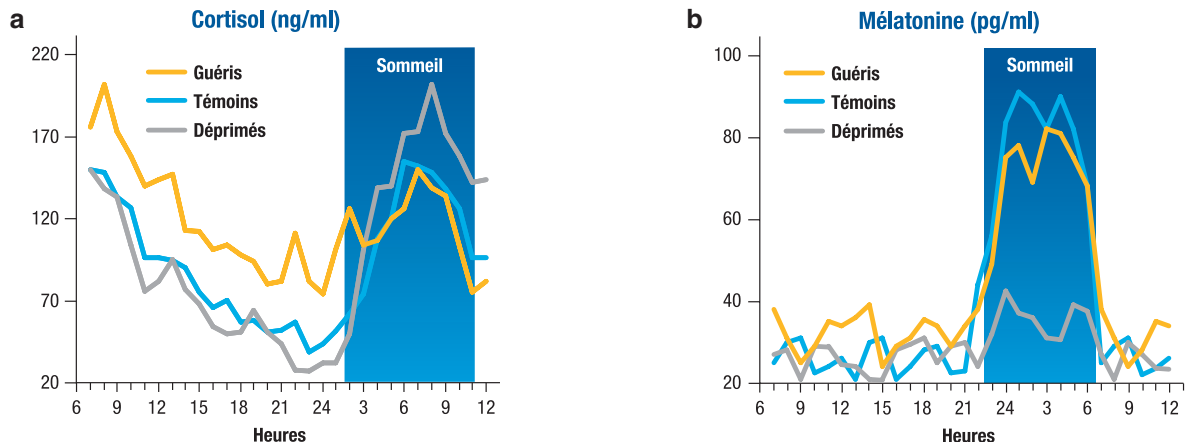 a
Cortisol (ng/ml)
220
170
120
70
20
Guéris
Témoins
Déprimés
Sommeil
6 9 12 15 18 21 24 3 6 9 12
Heures
b
Mélatonine (pg/ml)
100
80
60
40
20
Guéris
Témoins
Déprimés
Sommeil
6 9 12 15 18 21 24 3 6 9 12
Heures